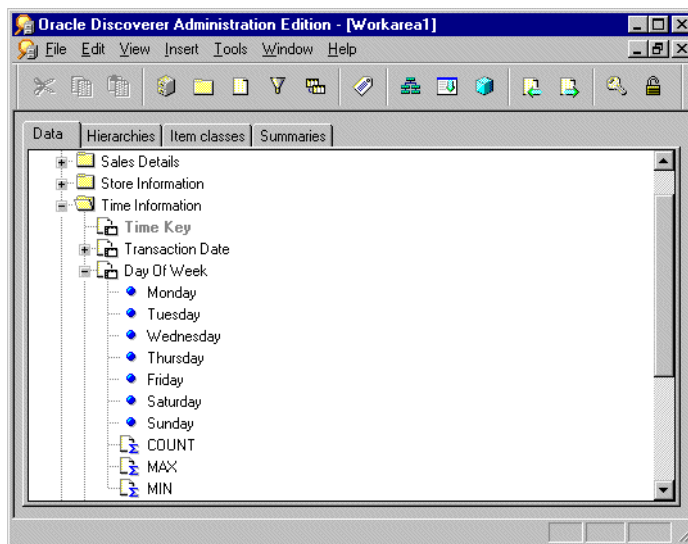 Oracle Discoverer Administration Edition - [Workarea1]
File Edit View Insert Tools Window Help
Data Hierarchies Item classes Summaries
Sales Details
Store Information
Time Information
Time Key
Transaction Date
Day Of Week
Monday
Tuesday
Wednesday
Thursday
Friday
Saturday
Sunday
COUNT
MAX
MIN